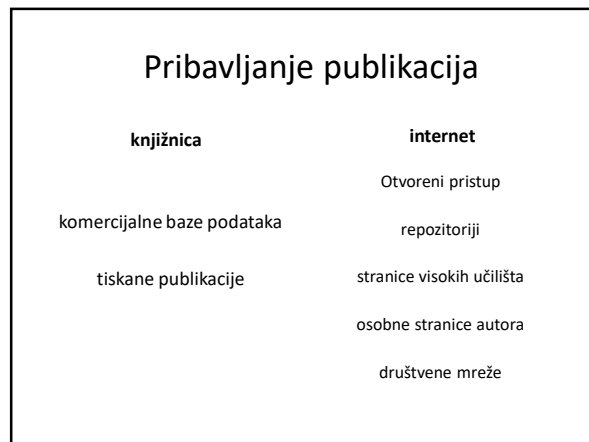 Pribavljanje publikacija
knjižnica
komercijalne baze podataka
tiskane publikacije
internet
Otvoreni pristup
repozitoriji
stranice visokih učilišta
osobne stranice autora
društvene mreže